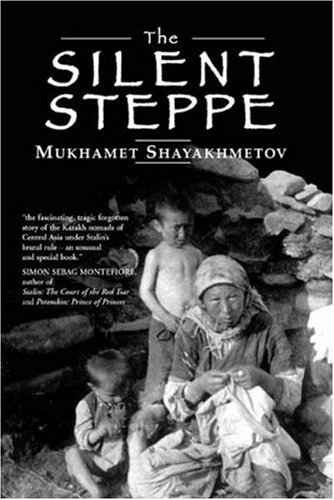 The
SILENT
STEPPE
MUKHAMET SHAYAKHMETOV
"the fascinating, tragic forgotten
story of the Kazakh nomads of
Central Asia under Stalin's
brutal rule – an unusual
and special book."
SIMON SEBAG MONTEFIORE,
author of
Stalin: The Court of the Red Tsar
and Potemkin: Prince of Princes